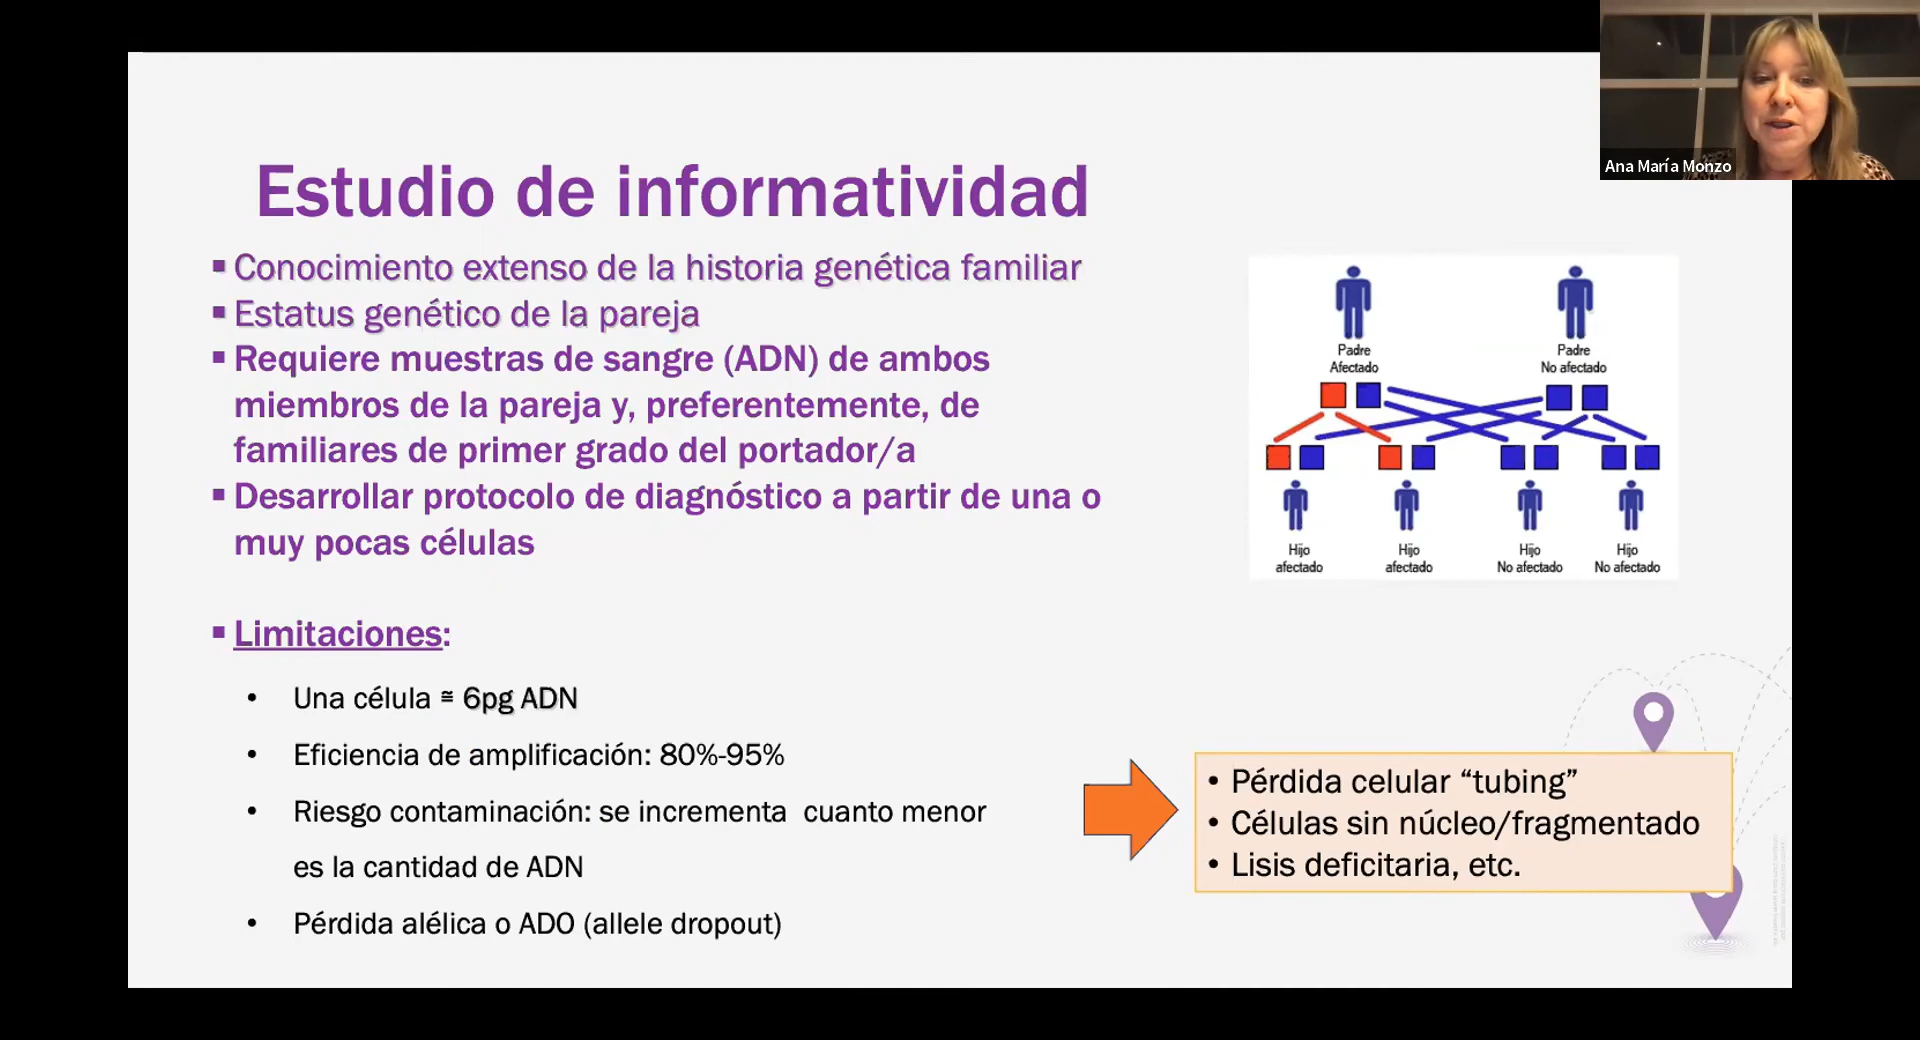 Ana María Monzo
Estudio de informatividad
▪ Conocimiento extenso de la historia genética familiar
▪ Estatus genético de la pareja
▪ Requiere muestras de sangre (ADN) de ambos
miembros de la pareja y, preferentemente, de
familiares de primer grado del portador/a
▪ Desarrollar protocolo de diagnóstico a partir de una o
muy pocas células
▪ Limitaciones:
• Una célula ≅ 6pg ADN
• Eficiencia de amplificación: 80%-95%
• Riesgo contaminación: se incrementa cuanto menor
es la cantidad de ADN
• Pérdida alélica o ADO (allele dropout)
Padre
Afectado
Padre
No afectado
Hijo
afectado
Hijo
afectado
Hijo
No afectado
Hijo
No afectado
• Pérdida celular “tubing”
• Células sin núcleo/fragmentado
• Lisis deficitaria, etc.